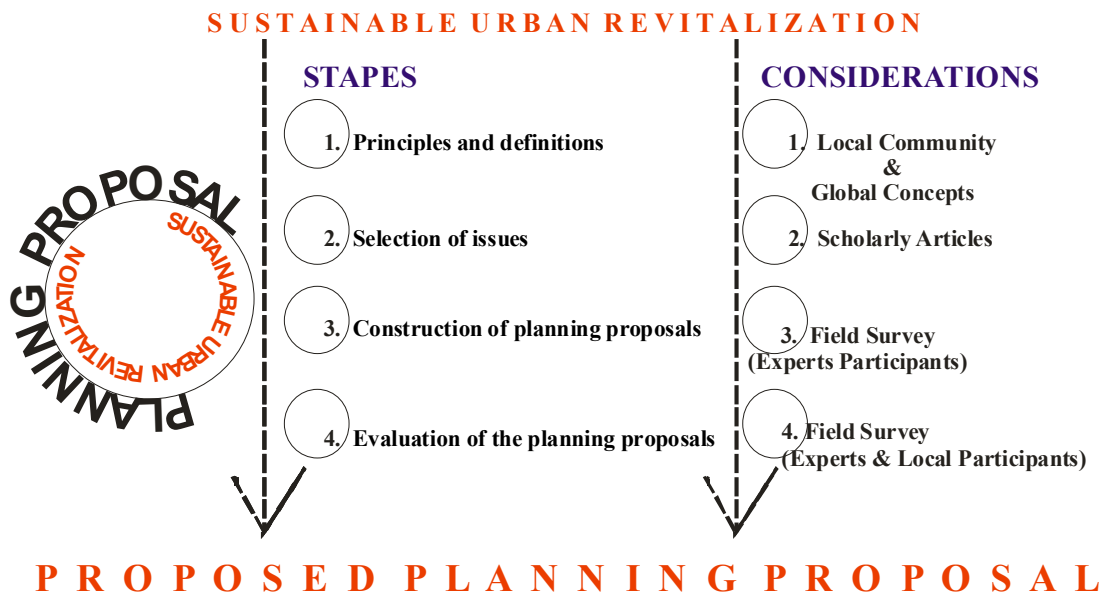 SUSTAINABLE URBAN REVITALIZATION
STAPES
1. Principles and definitions
2. Selection of issues
3. Construction of planning proposals
4. Evaluation of the planning proposals
CONSIDERATIONS
1. Local Community
&
Global Concepts
2. Scholarly Articles
3. Field Survey
(Experts Participants)
4. Field Survey
(Experts & Local Participants)
PLANNING PROPOSAL
SUSTAINABLE URBAN REVITALIZATION
PROPOSED PLANNING PROPOSAL